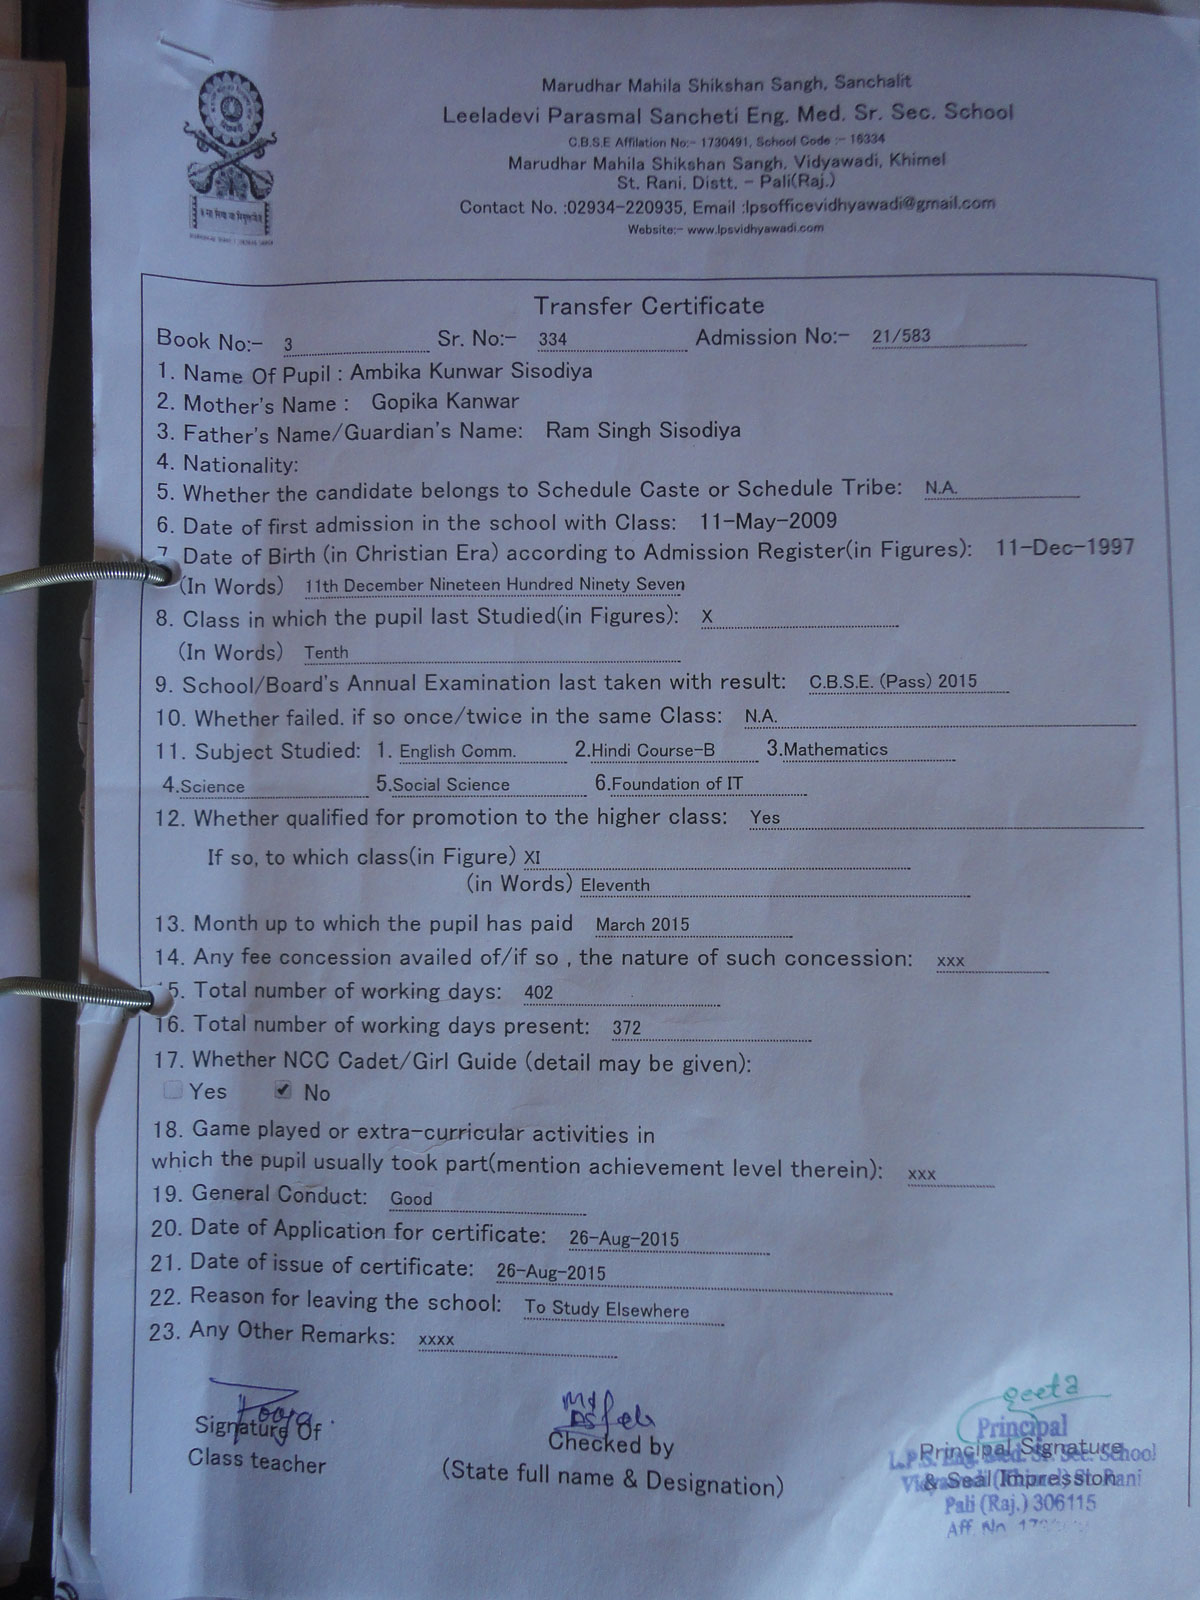 Marudhar Mahila Shikshan Sangh, Sanchalit
Leeladevi Parasmal Sancheti Eng. Med. Sr. Sec. School
C.B.S.E Affilation No:- 1730491, School Code :- 16334
Marudhar Mahila Shikshan Sangh, Vidyawadi, Khimel
St. Rani. Distt. - Pali(Raj.)
Contact No. :02934-220935, Email :lpsofficevidhyawadi@gmail.com
Website:- www.lpsvidhyawadi.com
Transfer Certificate
Book No:- 3 Sr. No:- 334 Admission No:- 21/583
1. Name Of Pupil : Ambika Kunwar Sisodiya
2. Mother's Name : Gopika Kanwar
3. Father's Name/Guardian's Name: Ram Singh Sisodiya
4. Nationality:
5. Whether the candidate belongs to Schedule Caste or Schedule Tribe: N.A.
6. Date of first admission in the school with Class: 11-May-2009
7 Date of Birth (in Christian Era) according to Admission Register(in Figures): 11-Dec-1997
(In Words) 11th December Nineteen Hundred Ninety Seven
8. Class in which the pupil last Studied(in Figures): X
(In Words) Tenth
9. School/Board's Annual Examination last taken with result: C.B.S.E. (Pass) 2015
10. Whether failed. if so once/twice in the same Class: N.A.
11. Subject Studied: 1. English Comm. 2.Hindi Course-B 3.Mathematics
4.Science 5.Social Science 6.Foundation of IT
12. Whether qualified for promotion to the higher class: Yes
If so, to which class(in Figure) XI
(in Words) Eleventh
13. Month up to which the pupil has paid March 2015
14. Any fee concession availed of/if so , the nature of such concession: xxx
15. Total number of working days: 402
16. Total number of working days present: 372
17. Whether NCC Cadet/Girl Guide (detail may be given):
Yes No
18. Game played or extra-curricular activities in
which the pupil usually took part(mention achievement level therein): xxx
19. General Conduct: Good
20. Date of Application for certificate: 26-Aug-2015
21. Date of issue of certificate: 26-Aug-2015
22. Reason for leaving the school: To Study Elsewhere
23. Any Other Remarks: xxxx
Signature Of
Class teacher
Checked by
(State full name & Designation)
geeta
Principal
Principal Signature
L.P.S. Eng. Med. Sr. Sec. School
& Seal Impression
Pali (Raj.) 306115
Aff. No.